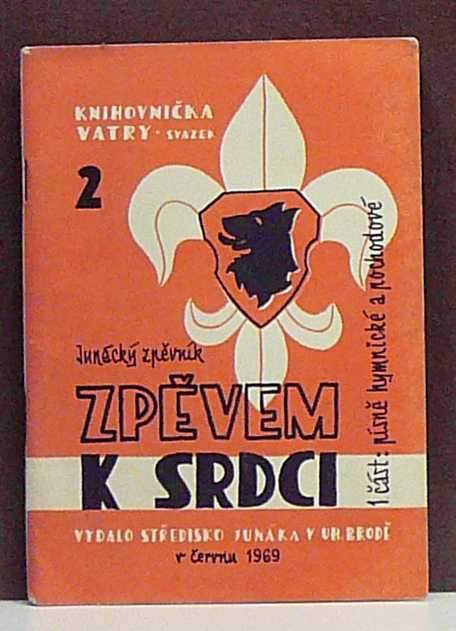 KNIHOVNIČKA
VATRY · SVAZEK
2
Junácký zpěvník
ZPĚVEM
K SRDCI
1. část: písně hymnické a pochodové
VYDALO STŘEDISKO JUNÁKA V UH. BRODĚ
v červnu 1969